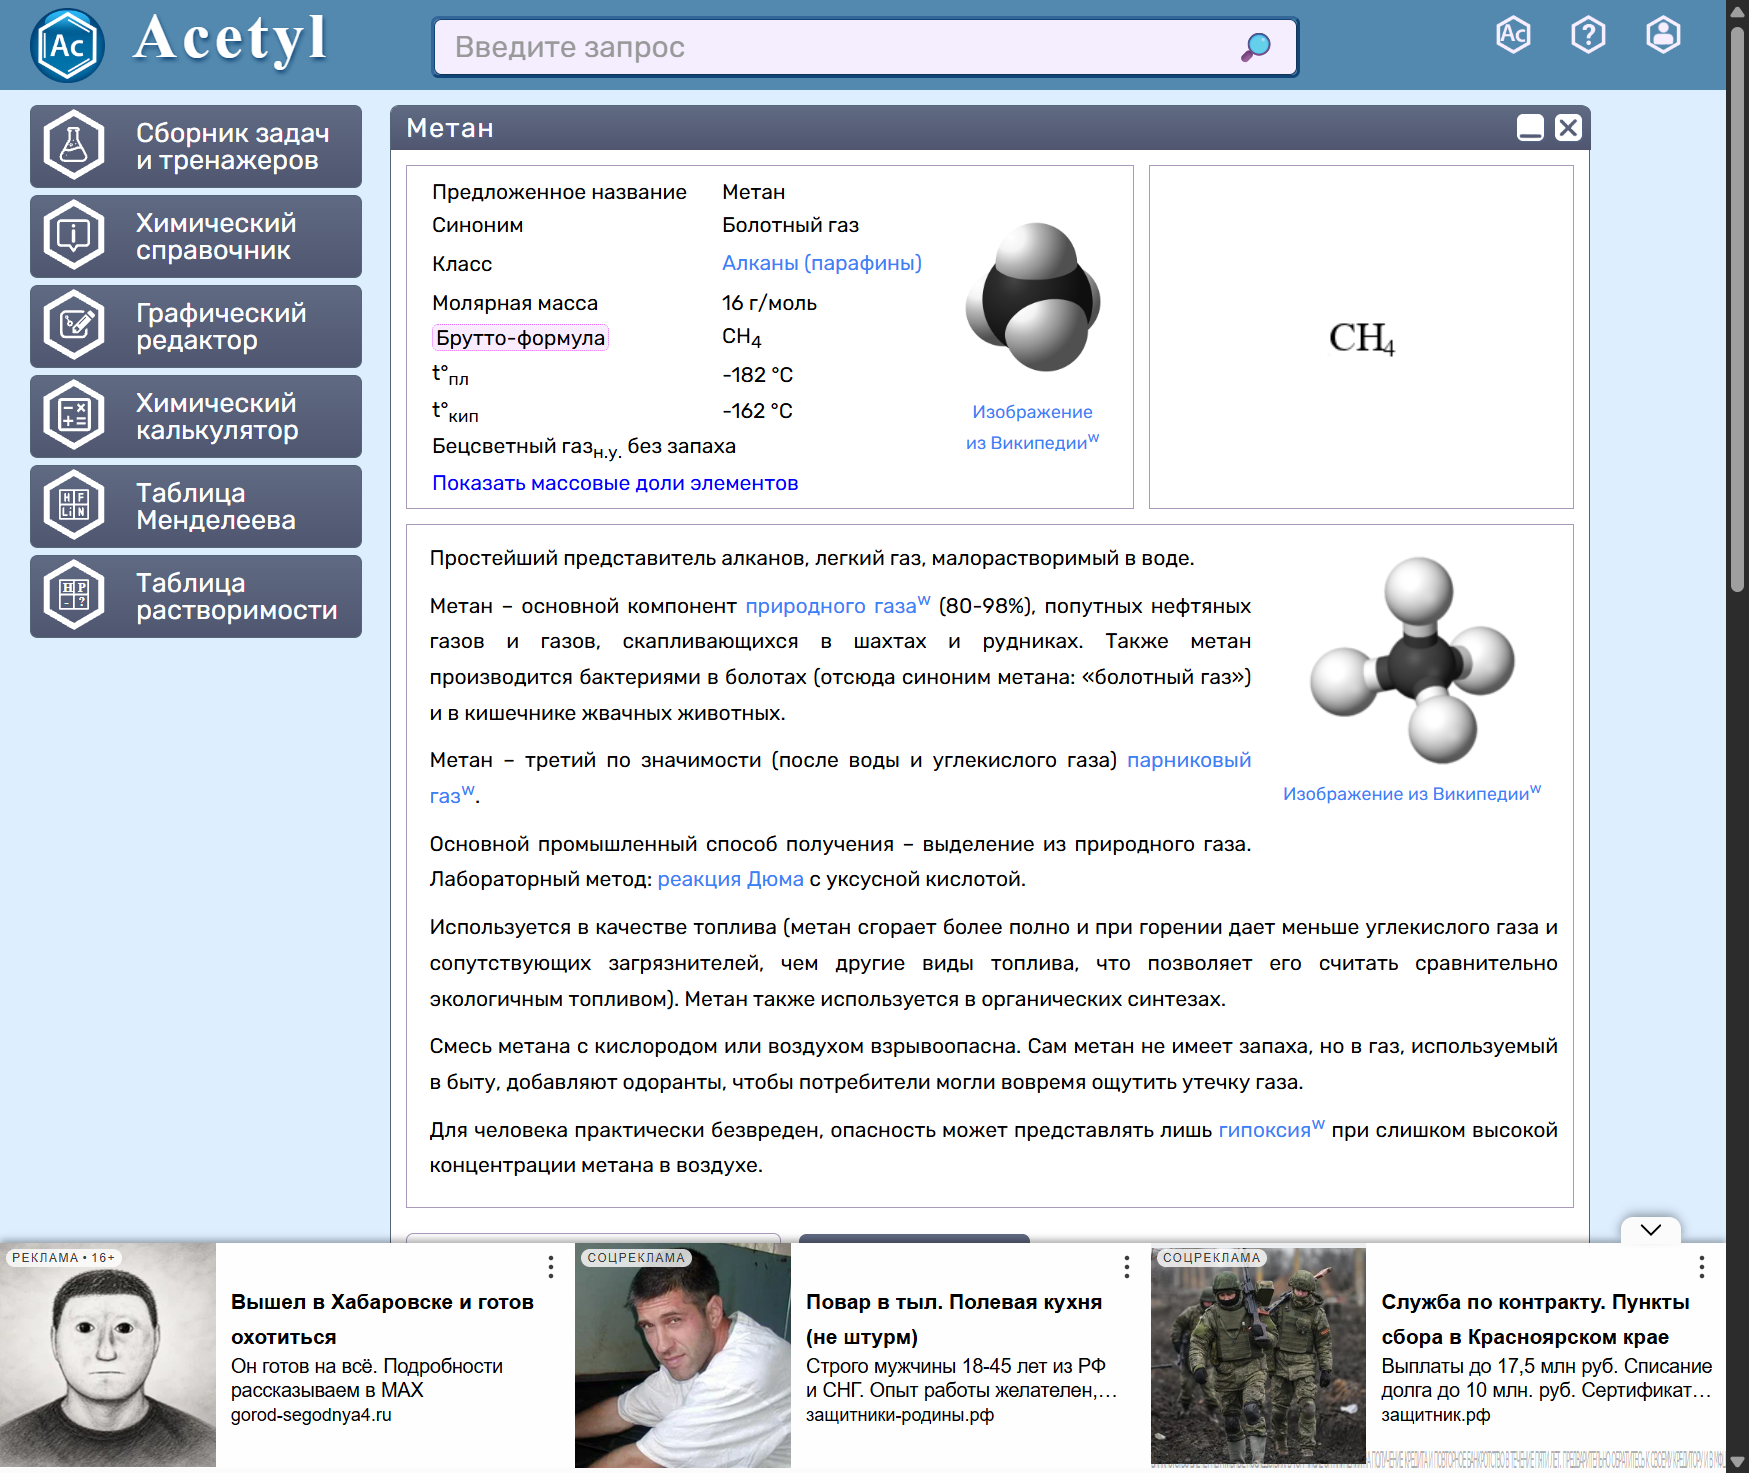 Ac
Acetyl
Введите запрос
Ac
?
Сборник задач
и тренажеров
Химический
справочник
Графический
редактор
Химический
калькулятор
Таблица
Менделеева
Таблица
растворимости
Метан
Предложенное название Метан
Синоним Болотный газ
Класс Алканы (парафины)
Молярная масса 16 г/моль
Брутто-формула CH4
t°пл -182 °C
t°кип -162 °C
Бецсветный газн.у. без запаха
Показать массовые доли элементов
Изображение
из Википедииw
CH4
Простейший представитель алканов, легкий газ, малорастворимый в воде.
Метан – основной компонент природного газаw (80-98%), попутных нефтяных
газов и газов, скапливающихся в шахтах и рудниках. Также метан
производится бактериями в болотах (отсюда синоним метана: «болотный газ»)
и в кишечнике жвачных животных.
Метан – третий по значимости (после воды и углекислого газа) парниковый
газw.
Изображение из Википедииw
Основной промышленный способ получения – выделение из природного газа.
Лабораторный метод: реакция Дюма с уксусной кислотой.
Используется в качестве топлива (метан сгорает более полно и при горении дает меньше углекислого газа и
сопутствующих загрязнителей, чем другие виды топлива, что позволяет его считать сравнительно
экологичным топливом). Метан также используется в органических синтезах.
Смесь метана с кислородом или воздухом взрывоопасна. Сам метан не имеет запаха, но в газ, используемый
в быту, добавляют одоранты, чтобы потребители могли вовремя ощутить утечку газа.
Для человека практически безвреден, опасность может представлять лишь гипоксияw при слишком высокой
концентрации метана в воздухе.
РЕКЛАМА • 16+
Вышел в Хабаровске и готов
охотиться
Он готов на всё. Подробности
рассказываем в MAX
gorod-segodnya4.ru
СОЦРЕКЛАМА
Повар в тыл. Полевая кухня
(не штурм)
Строго мужчины 18-45 лет из РФ
и СНГ. Опыт работы желателен,…
защитники-родины.рф
СОЦРЕКЛАМА
Служба по контракту. Пункты
сбора в Красноярском крае
Выплаты до 17,5 млн руб. Списание
долга до 10 млн. руб. Сертификат…
защитник.рф